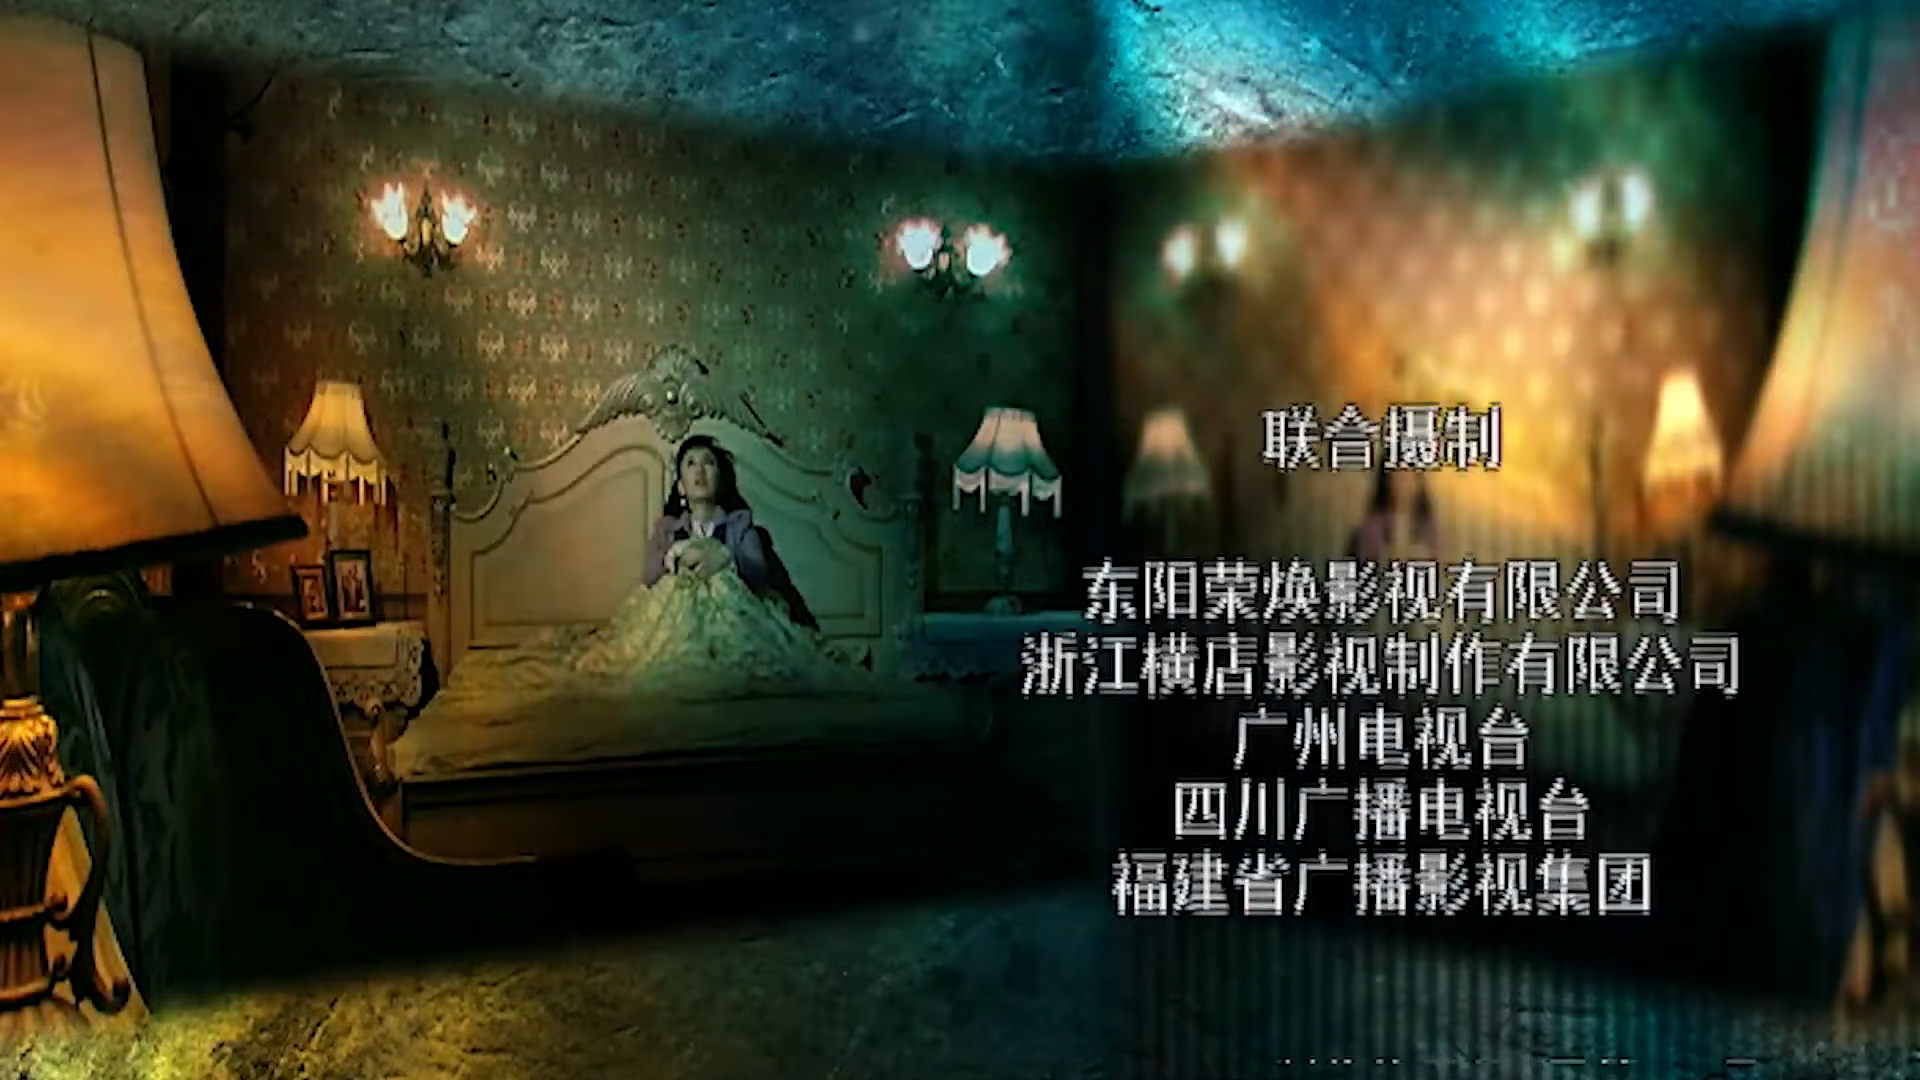 联合摄制
东阳荣焕影视有限公司
浙江横店影视制作有限公司
广州电视台
四川广播电视台
福建省广播影视集团